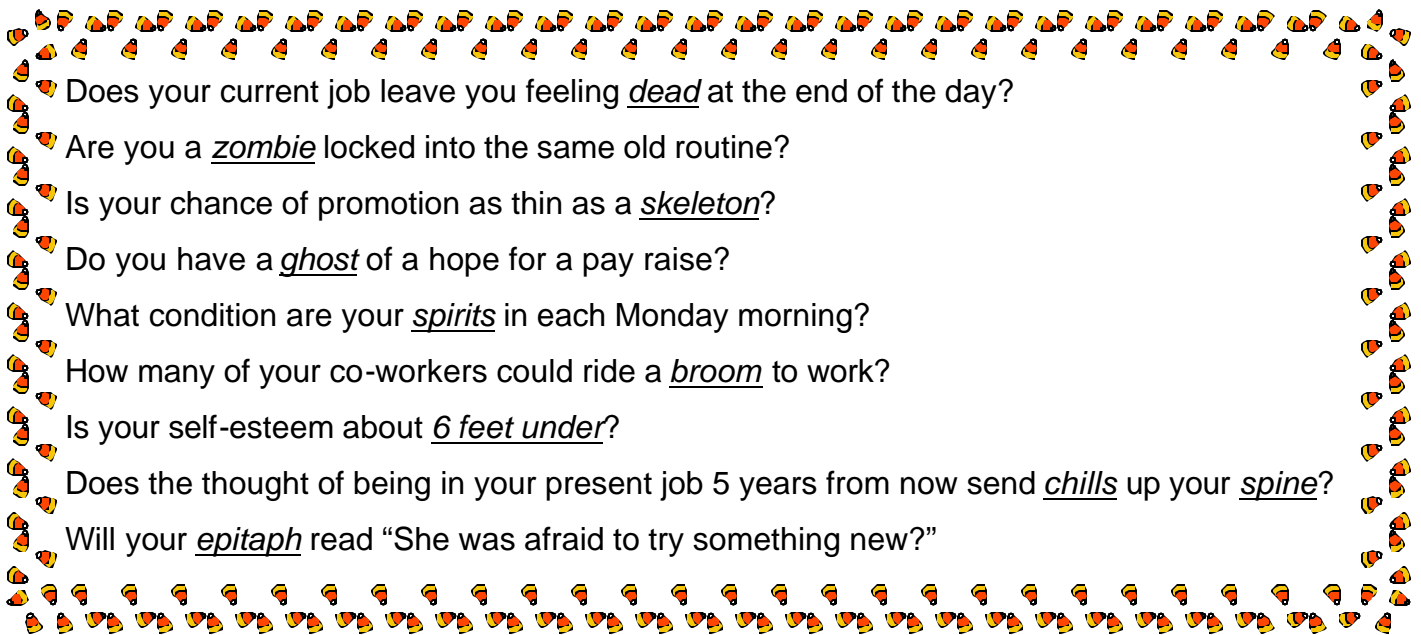 Does your current job leave you feeling dead at the end of the day?
Are you a zombie locked into the same old routine?
Is your chance of promotion as thin as a skeleton?
Do you have a ghost of a hope for a pay raise?
What condition are your spirits in each Monday morning?
How many of your co-workers could ride a broom to work?
Is your self-esteem about 6 feet under?
Does the thought of being in your present job 5 years from now send chills up your spine?
Will your epitaph read “She was afraid to try something new?”